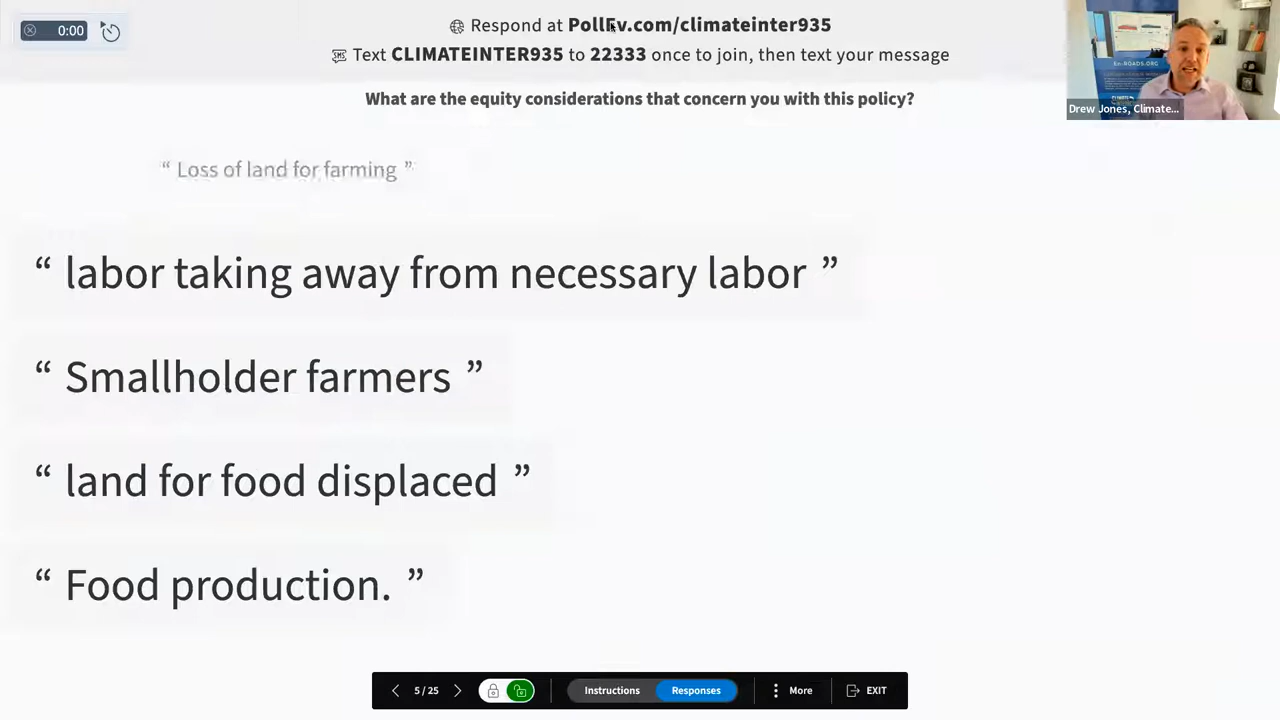 0:00
Respond at PollEv.com/climateinter935
Text CLIMATEINTER935 to 22333 once to join, then text your message
What are the equity considerations that concern you with this policy?
En-ROADS.ORG
Drew Jones, Climate...
“ Loss of land for farming ”
“ labor taking away from necessary labor ”
“ Smallholder farmers ”
“ land for food displaced ”
“ Food production. ”
5 / 25
Instructions
Responses
More
EXIT